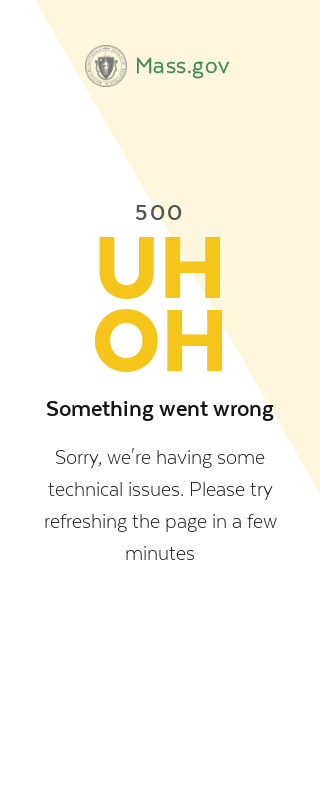 Mass.gov
500
UH
OH
Something went wrong
Sorry, we're having some
technical issues. Please try
refreshing the page in a few
minutes